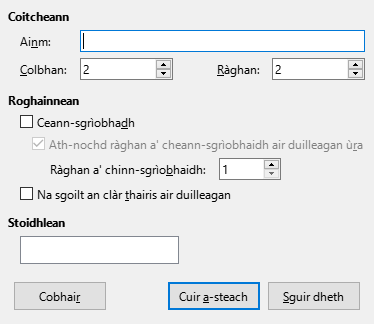 Coitcheann
Ainm:
Colbhan: 2 Ràghan: 2
Roghainnean
Ceann-sgrìobhadh
Ath-nochd ràghan a' cheann-sgrìobhaidh air duilleagan ùra
Ràghan a' chinn-sgrìobhaidh: 1
Na sgoilt an clàr thairis air duilleagan
Stoidhlean
Cobhair Cuir a-steach Sguir dheth